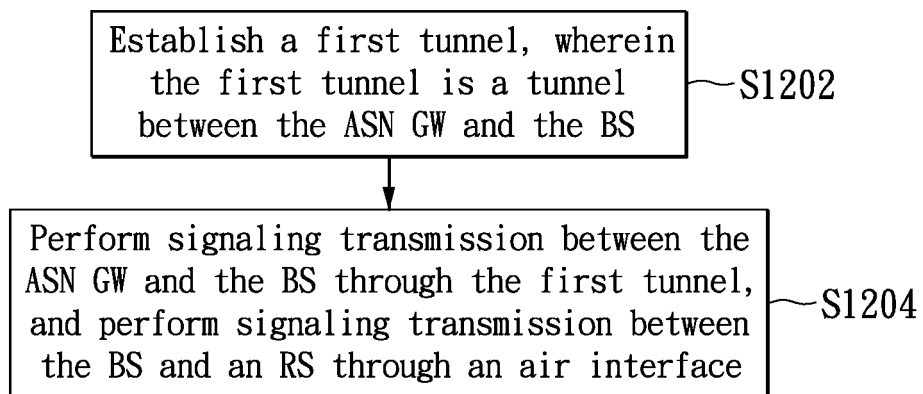 Establish a first tunnel, wherein
the first tunnel is a tunnel
between the ASN GW and the BS
S1202
Perform signaling transmission between the
ASN GW and the BS through the first tunnel,
and perform signaling transmission between
the BS and an RS through an air interface
S1204